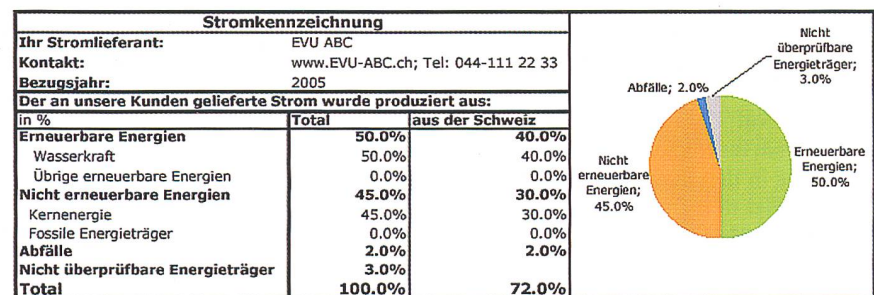 Stromkennzeichnung
Ihr Stromlieferant: EVU ABC
Kontakt: www.EVU-ABC.ch; Tel: 044-111 22 33
Bezugsjahr: 2005
Der an unsere Kunden gelieferte Strom wurde produziert aus:
in % Total aus der Schweiz
Erneuerbare Energien 50.0% 40.0%
Wasserkraft 50.0% 40.0%
Übrige erneuerbare Energien 0.0% 0.0%
Nicht erneuerbare Energien 45.0% 30.0%
Kernenergie 45.0% 30.0%
Fossile Energieträger 0.0% 0.0%
Abfälle 2.0% 2.0%
Nicht überprüfbare Energieträger 3.0%
Total 100.0% 72.0%
Nicht
überprüfbare
Energieträger;
3.0%
Abfälle; 2.0%
Nicht
erneuerbare
Energien;
45.0%
Erneuerbare
Energien;
50.0%